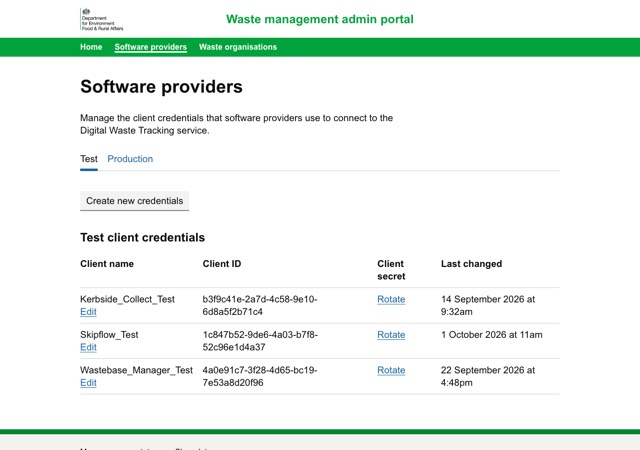 Department
for Environment
Food & Rural Affairs
Waste management admin portal
Home Software providers Waste organisations
Software providers
Manage the client credentials that software providers use to connect to the
Digital Waste Tracking service.
Test Production
Create new credentials
Test client credentials
Client name Client ID Client secret Last changed
Kerbside_Collect_Test b3f9c41e-2a7d-4c58-9e10- Rotate 14 September 2026 at
Edit 6d8a5f2b71c4 9:32am
Skipflow_Test 1c847b52-9de6-4a03-b7f8- Rotate 1 October 2026 at 11am
Edit 52c96e1d4a37
Wastebase_Manager_Test 4a0e91c7-3f28-4d65-bc19- Rotate 22 September 2026 at
Edit 7e53a8d20f96 4:48pm